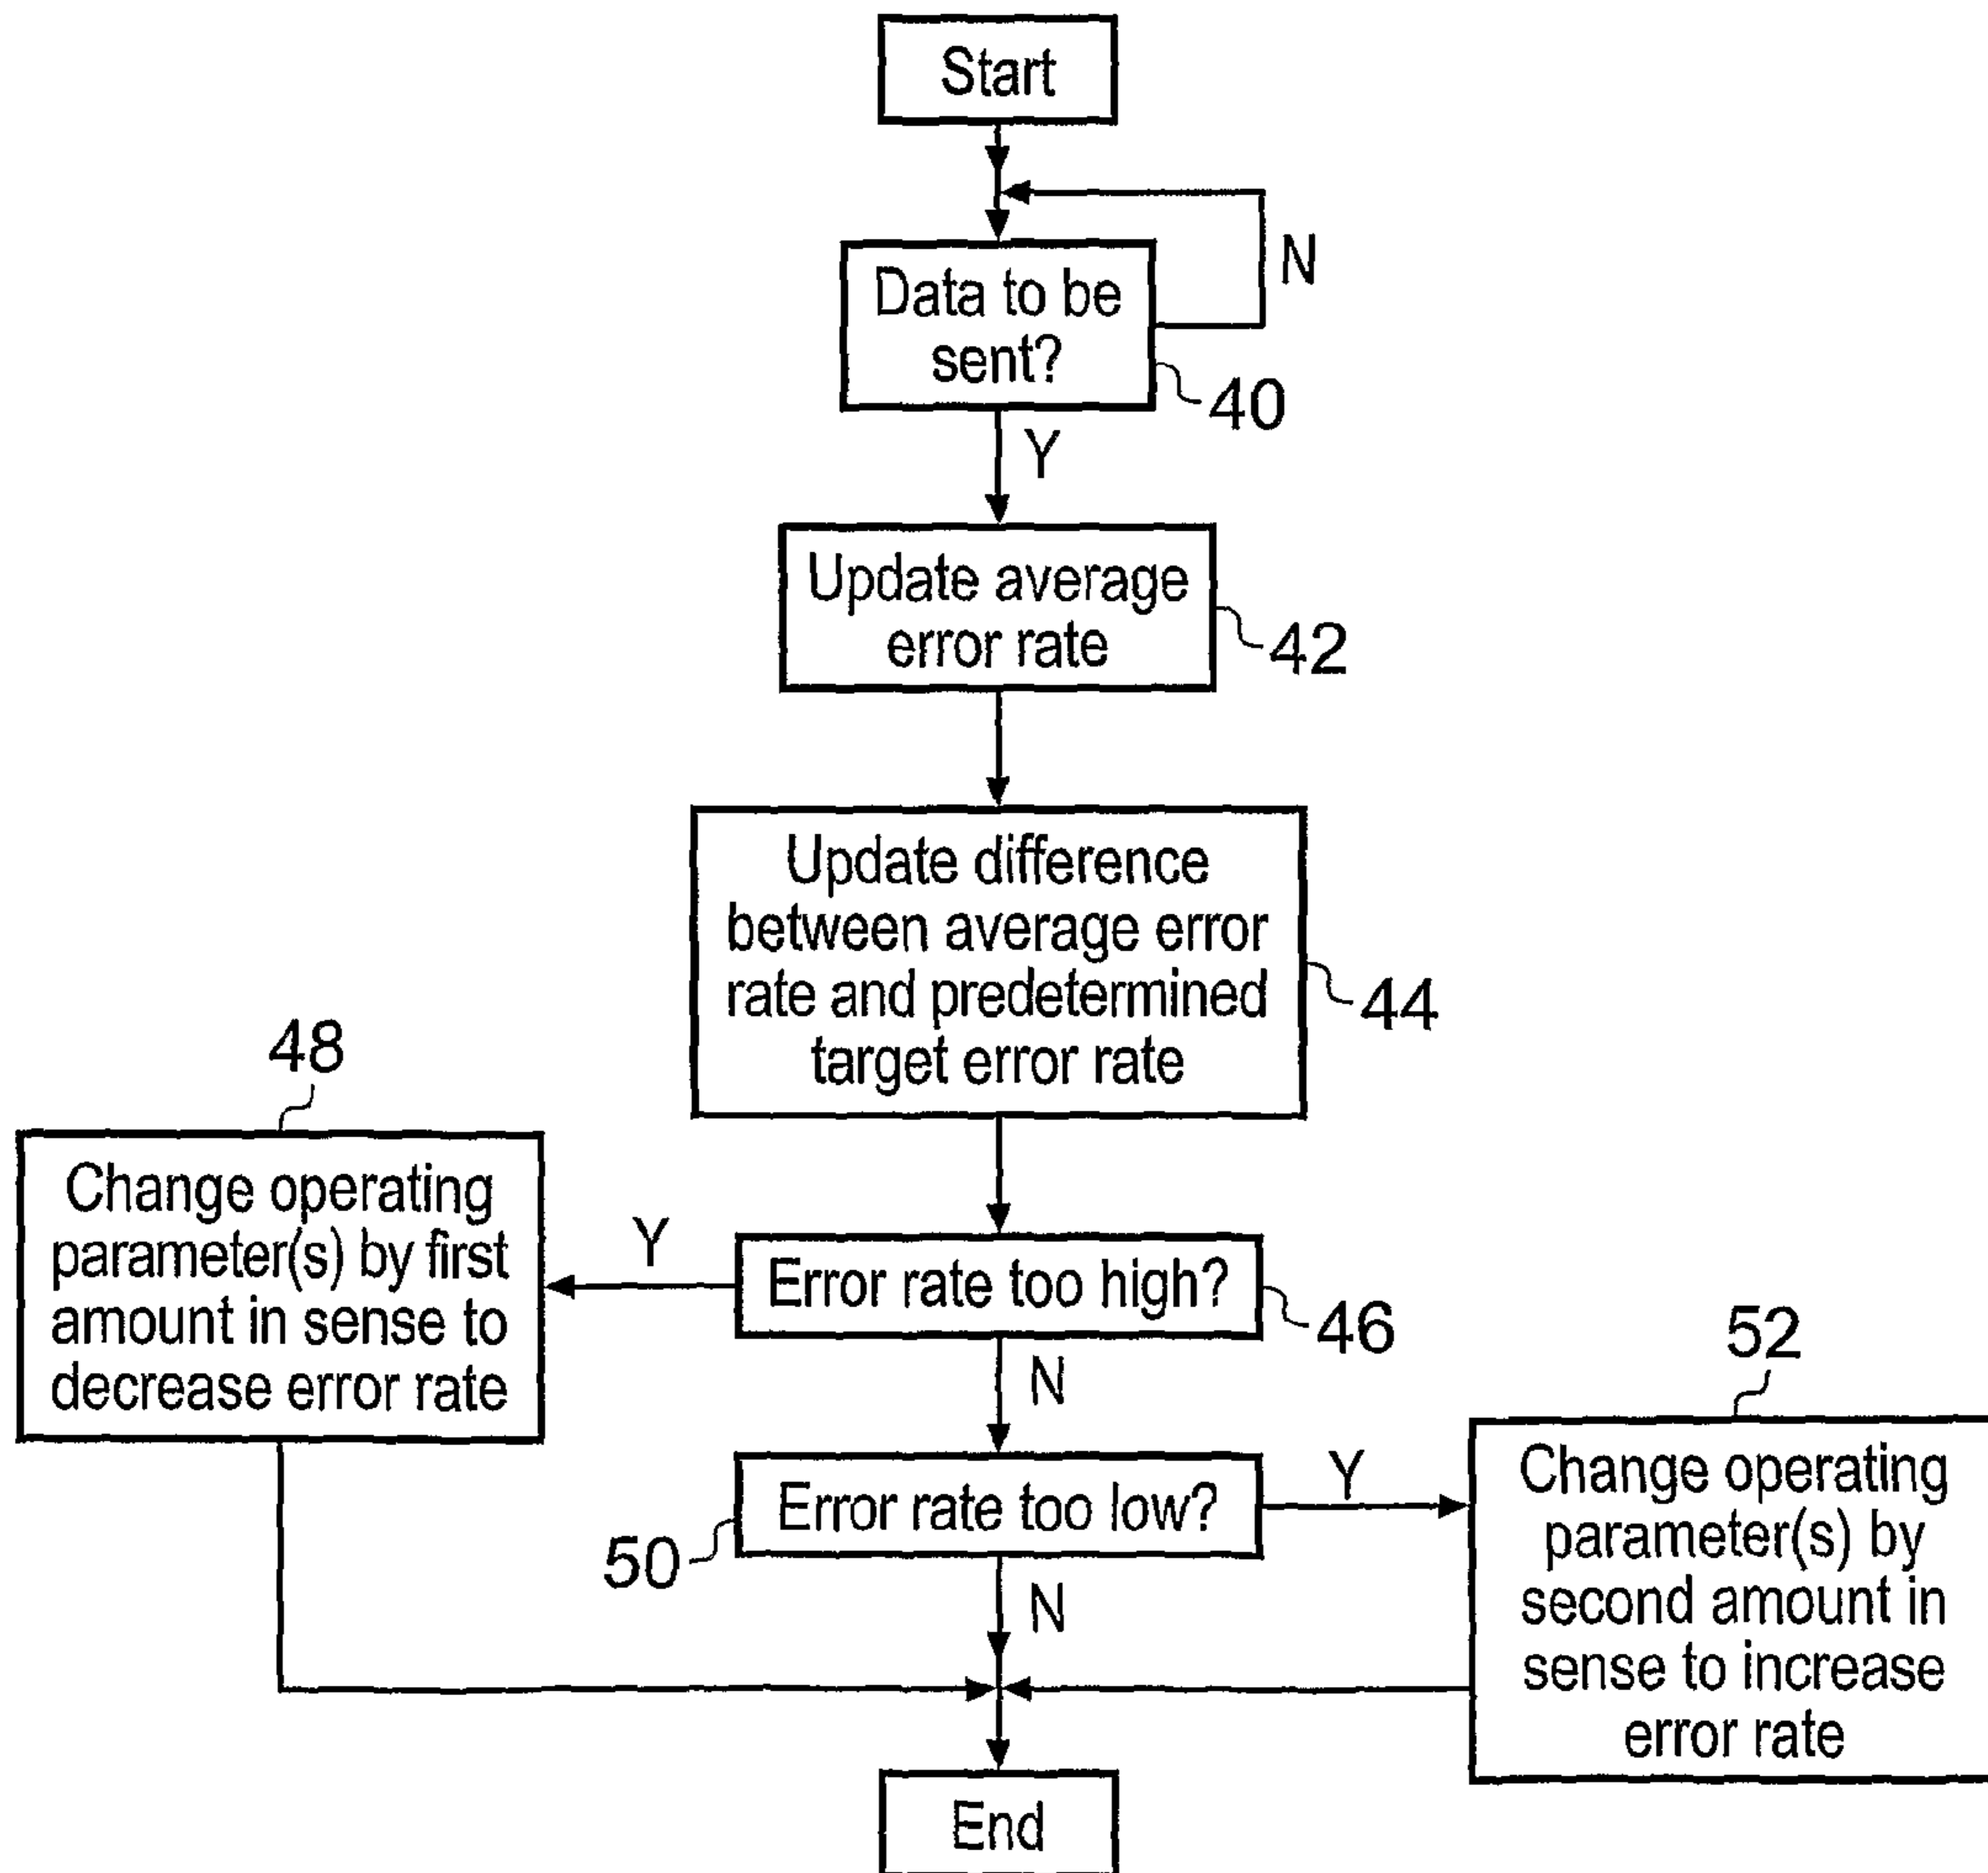 Start
N
Data to be
sent?
40
Y
Update average
error rate
42
Update difference
between average error
rate and predetermined
target error rate
44
48
Change operating
parameter(s) by first
amount in sense to
decrease error rate
Y
Error rate too high?
46
N
52
Error rate too low?
50
Y
Change operating
parameter(s) by
second amount in
sense to increase
error rate
N
End